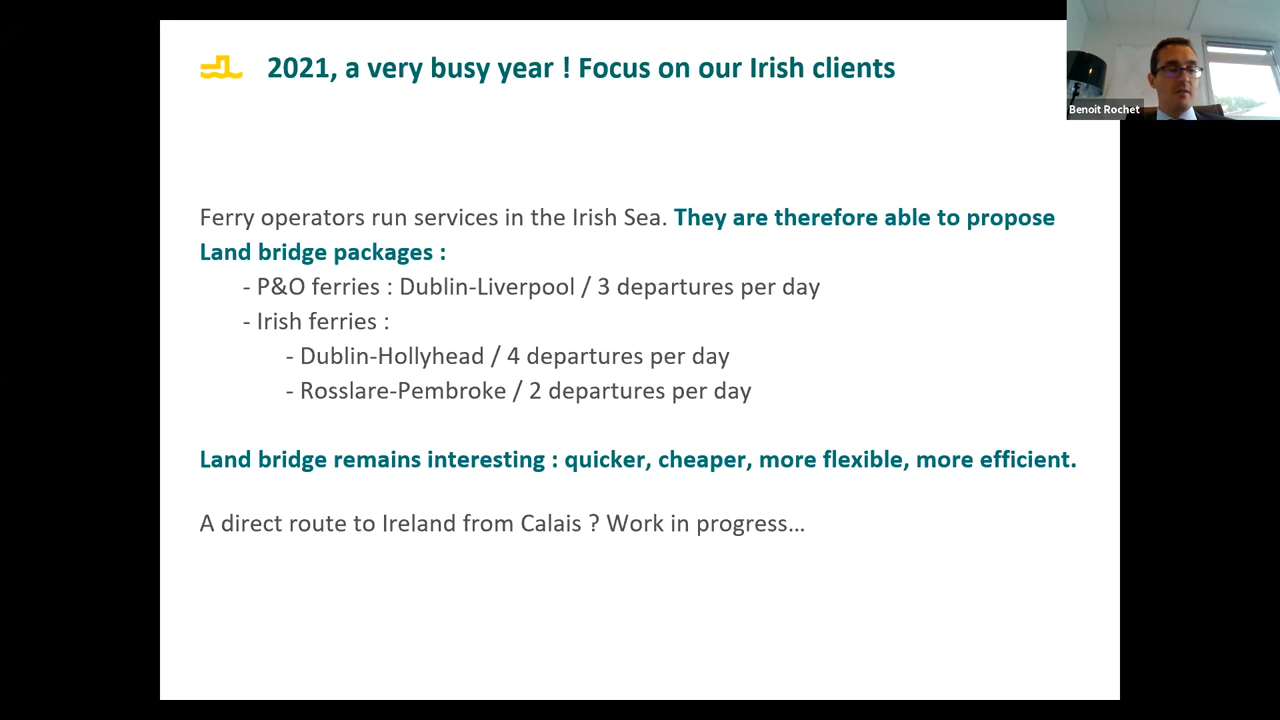 2021, a very busy year ! Focus on our Irish clients
Benoit Rochet
Ferry operators run services in the Irish Sea. They are therefore able to propose
Land bridge packages :
- P&O ferries : Dublin-Liverpool / 3 departures per day
- Irish ferries :
- Dublin-Hollyhead / 4 departures per day
- Rosslare-Pembroke / 2 departures per day
Land bridge remains interesting : quicker, cheaper, more flexible, more efficient.
A direct route to Ireland from Calais ? Work in progress…